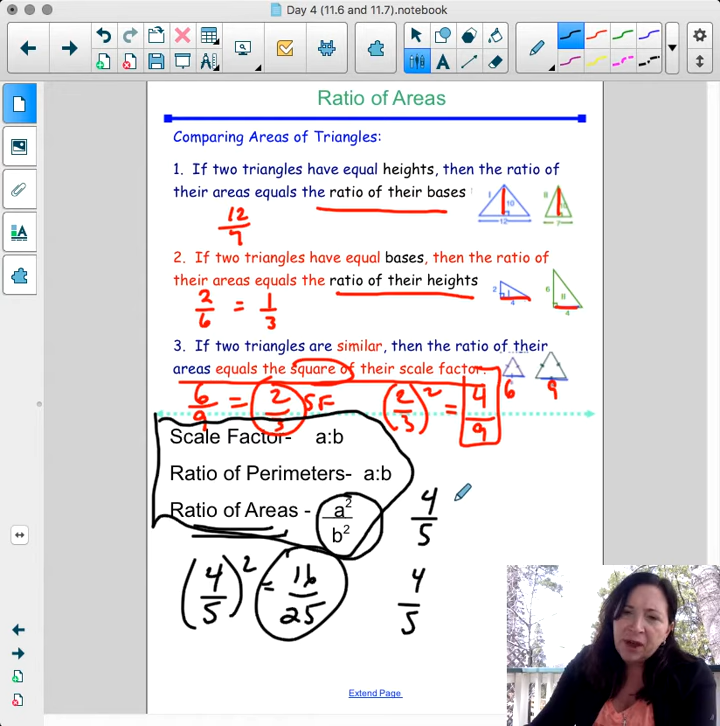 Day 4 (11.6 and 11.7).notebook
Ratio of Areas
Comparing Areas of Triangles:
1. If two triangles have equal heights, then the ratio of
their areas equals the ratio of their bases
10
12
8
7
12/7
2. If two triangles have equal bases, then the ratio of
their areas equals the ratio of their heights
2
4
6
4
2/6 = 1/3
3. If two triangles are similar, then the ratio of their
areas equals the square of their scale factor.
6
9
6/9 = 2/3 SF (2/3)² = 4/9
Scale Factor- a:b
Ratio of Perimeters- a:b
Ratio of Areas - a²/b²
4/5
(4/5)² = 16/25
4/5
Extend Page